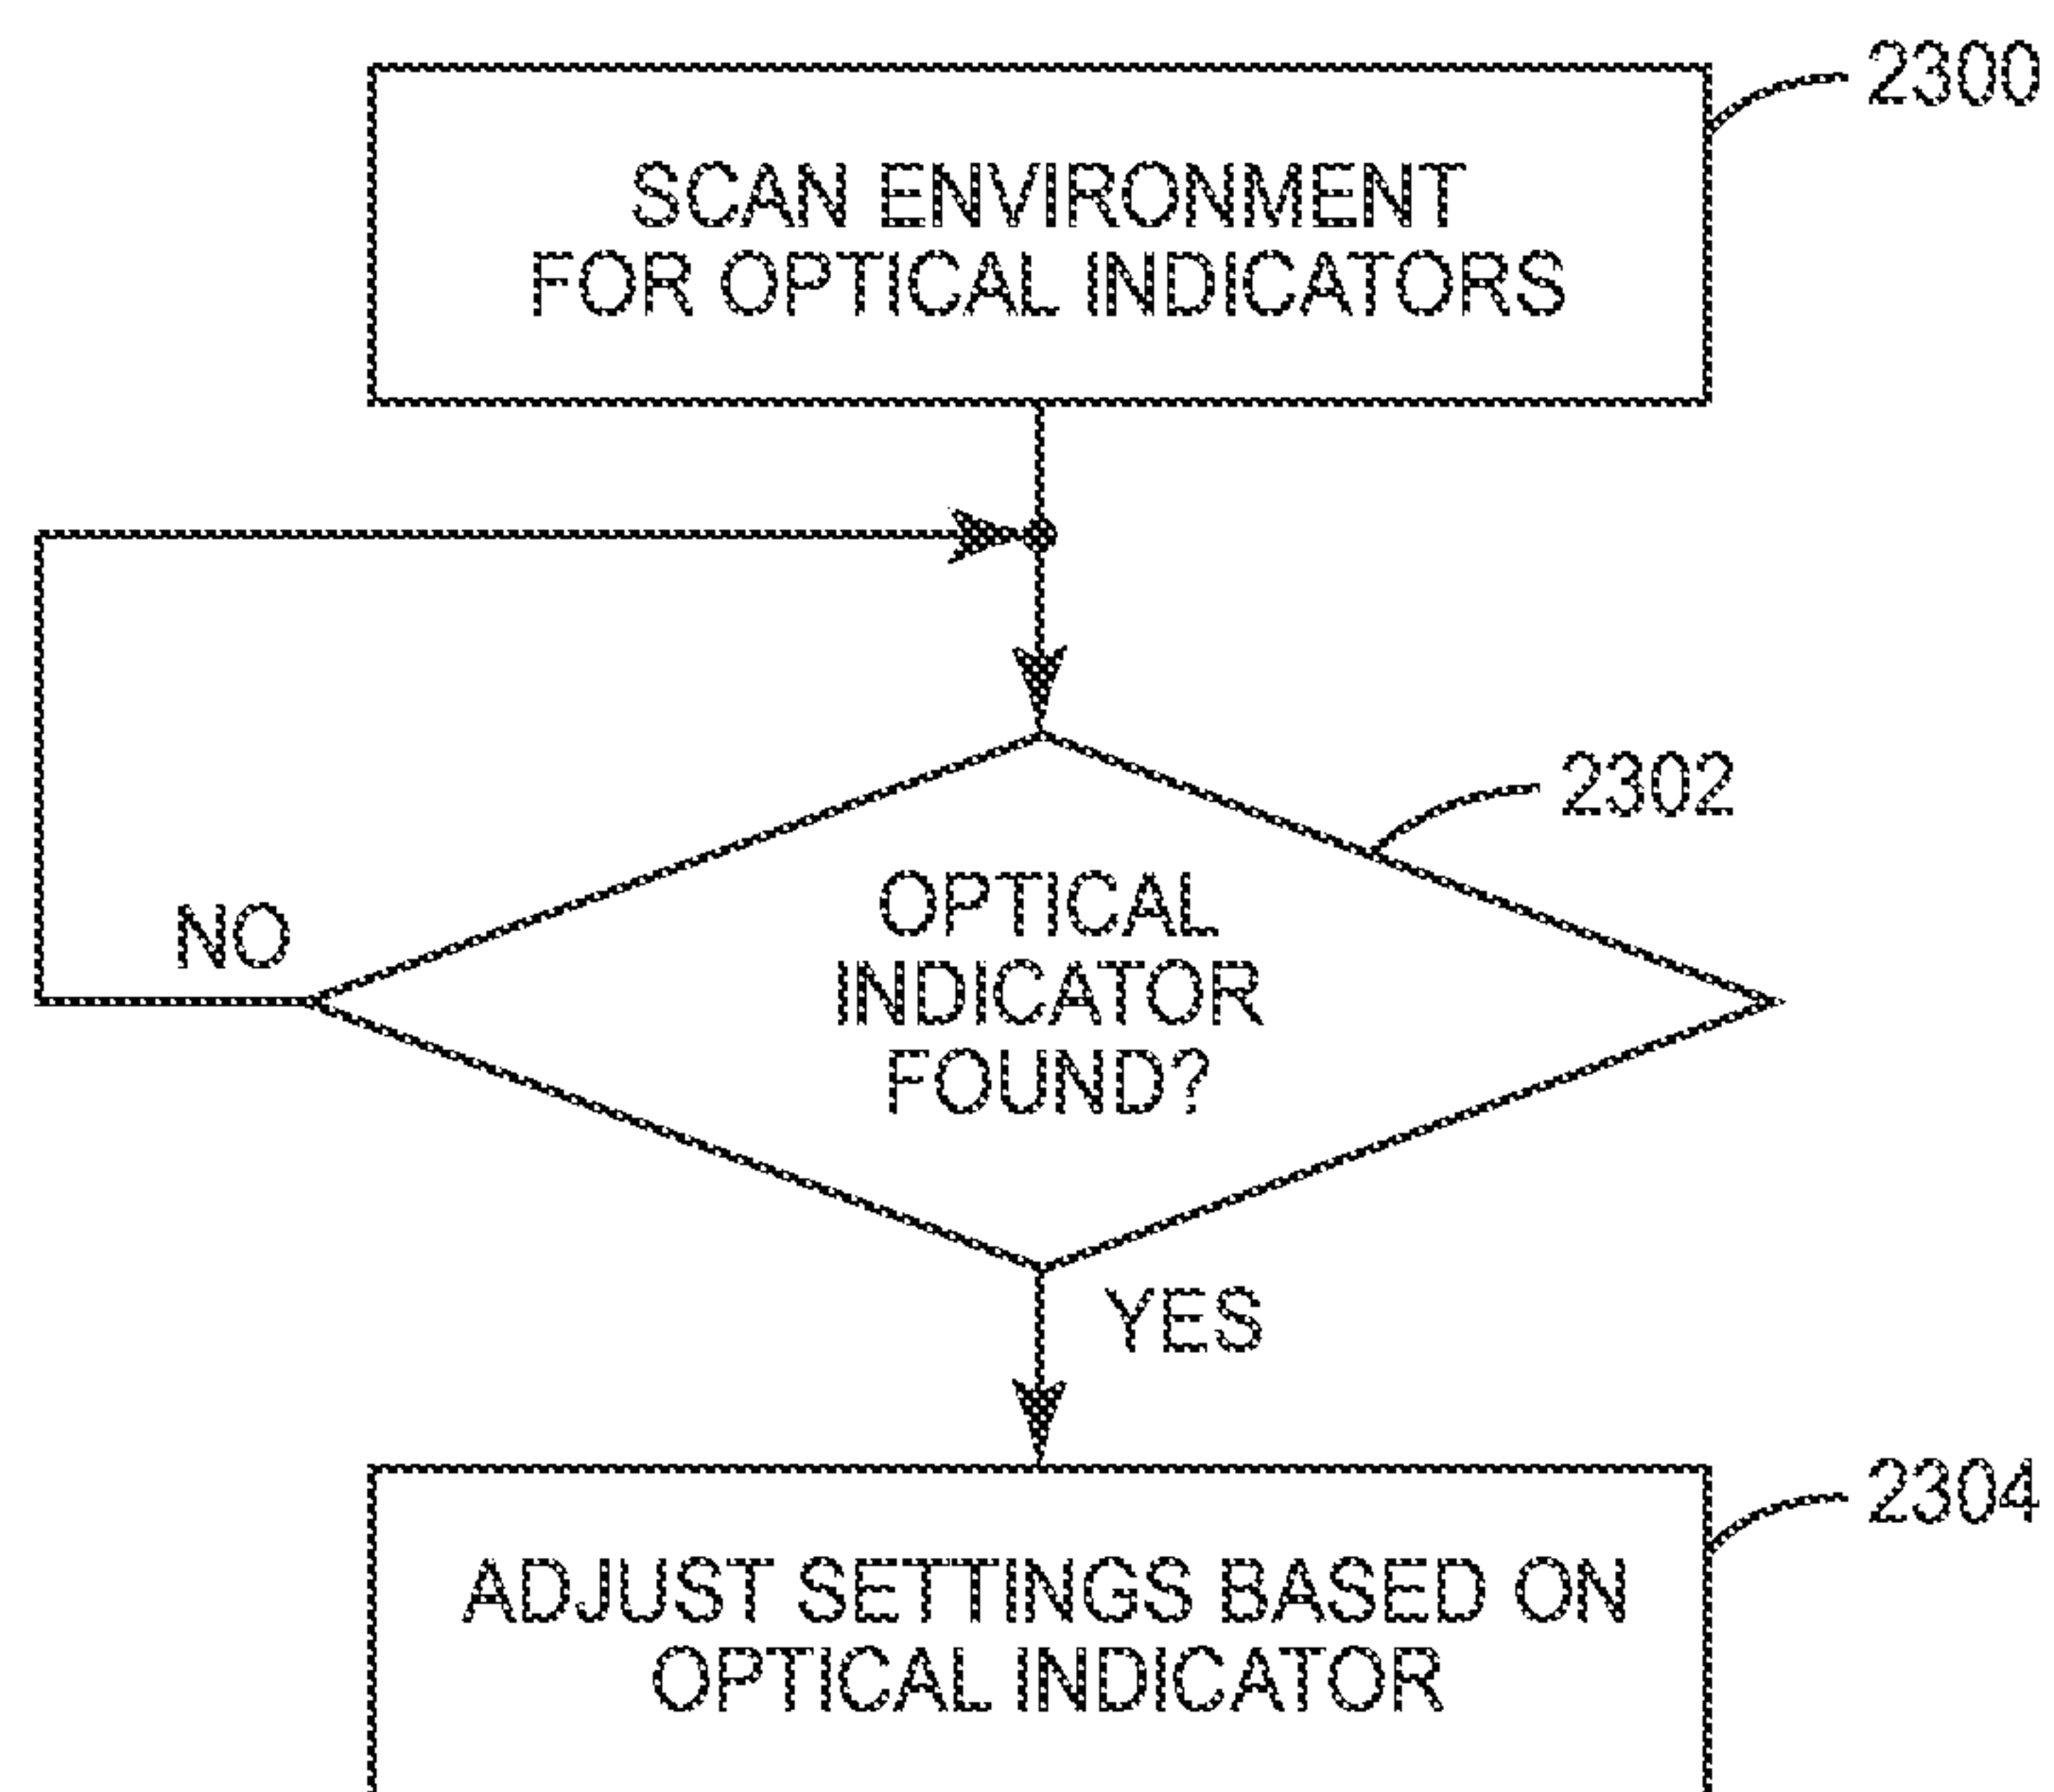 2300
SCAN ENVIRONMENT
FOR OPTICAL INDICATORS
2302
OPTICAL
INDICATOR
FOUND?
NO
YES
2304
ADJUST SETTINGS BASED ON
OPTICAL INDICATOR